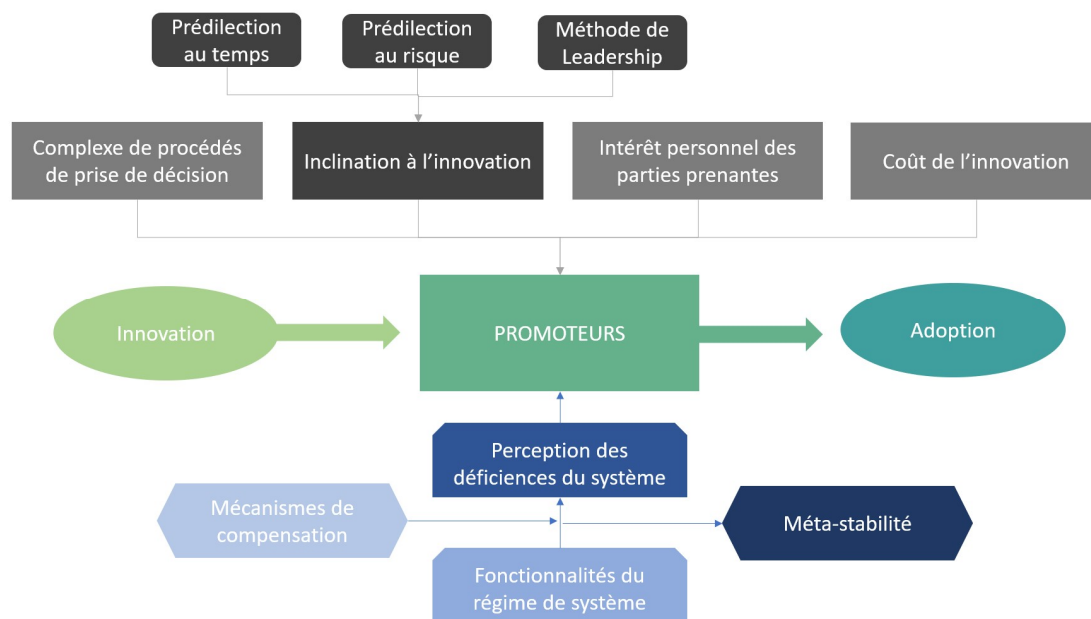 Prédilection
au temps
Prédilection
au risque
Méthode de
Leadership
Complexe de procédés
de prise de décision
Inclination à l'innovation
Intérêt personnel des
parties prenantes
Coût de l'innovation
Innovation
PROMOTEURS
Adoption
Perception des
déficiences du système
Mécanismes de
compensation
Méta-stabilité
Fonctionnalités du
régime de système